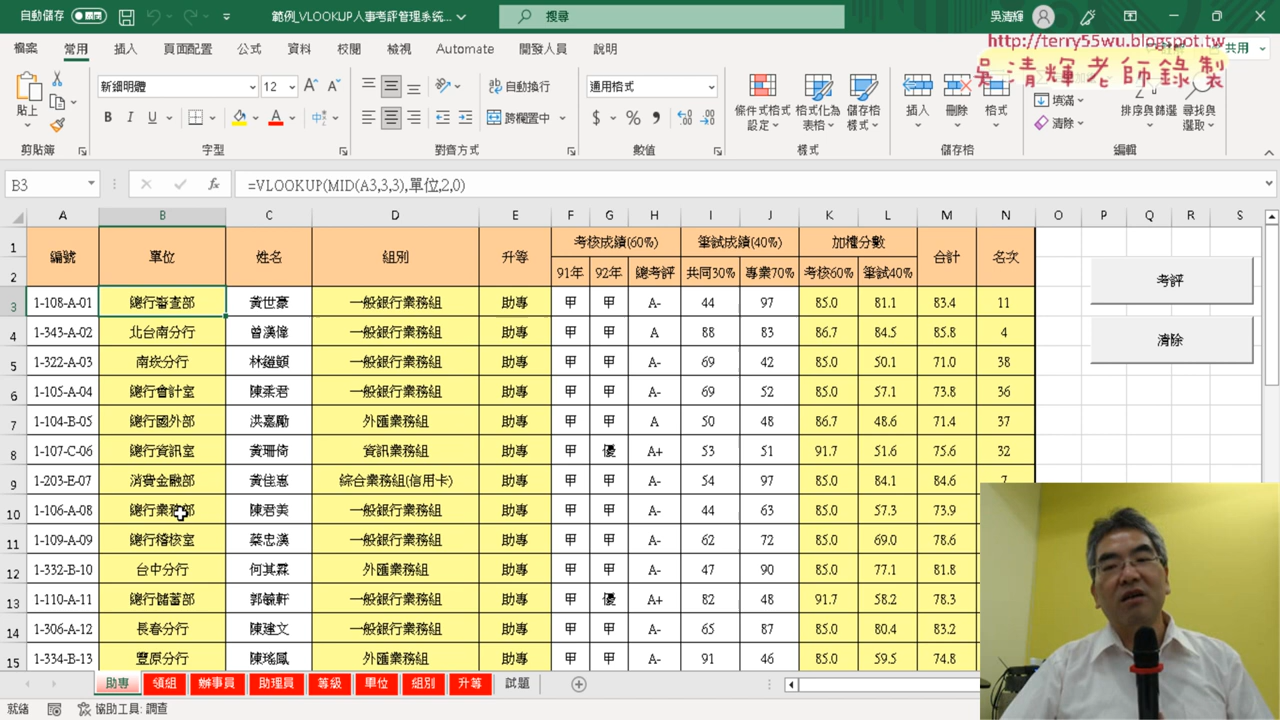 自動儲存
範例_VLOOKUP人事考評管理系統...
搜尋
吳清輝
http://terry55wu.blogspot.tw
吳清輝老師錄製
檔案 常用 插入 頁面配置 公式 資料 校閱 檢視 Automate 開發人員 說明 共用
貼上
剪貼簿
新細明體 12
B I U A
字型
自動換行
跨欄置中
對齊方式
通用格式
$ % 9
數值
條件式格式設定
格式化為表格
儲存格樣式
樣式
插入 刪除 格式
儲存格
填滿
清除
排序與篩選
尋找與選取
編輯
B3 fx =VLOOKUP(MID(A3,3,3),單位,2,0)
A B C D E F G H I J K L M N O P Q R S
1 編號 單位 姓名 組別 升等 考核成績(60%) 筆試成績(40%) 加權分數 合計 名次
2 91年 92年 總考評 共同30% 專業70% 考核60% 筆試40%
3 1-108-A-01 總行審查部 黃世豪 一般銀行業務組 助專 甲 甲 A- 44 97 85.0 81.1 83.4 11
4 1-343-A-02 北台南分行 曾漢偉 一般銀行業務組 助專 甲 甲 A 88 83 86.7 84.5 85.8 4
5 1-322-A-03 南崁分行 林鎧顗 一般銀行業務組 助專 甲 甲 A- 69 42 85.0 50.1 71.0 38
6 1-105-A-04 總行會計室 陳柔君 一般銀行業務組 助專 甲 甲 A- 69 52 85.0 57.1 73.8 36
7 1-104-B-05 總行國外部 洪嘉勵 外匯業務組 助專 甲 甲 A 50 48 86.7 48.6 71.4 37
8 1-107-C-06 總行資訊室 黃珊倚 資訊業務組 助專 甲 優 A+ 53 51 91.7 51.6 75.6 32
9 1-203-E-07 消費金融部 黃佳惠 綜合業務組(信用卡) 助專 甲 甲 A- 54 97 85.0 84.1 84.6 7
10 1-106-A-08 總行業務部 陳君美 一般銀行業務組 助專 甲 甲 A- 44 63 85.0 57.3 73.9
11 1-109-A-09 總行稽核室 蔡忠漢 一般銀行業務組 助專 甲 甲 A- 62 72 85.0 69.0 78.6
12 1-332-B-10 台中分行 何其霖 外匯業務組 助專 甲 甲 A- 47 90 85.0 77.1 81.8
13 1-110-A-11 總行儲蓄部 郭毓軒 一般銀行業務組 助專 甲 優 A+ 82 48 91.7 58.2 78.3
14 1-306-A-12 長春分行 陳建文 一般銀行業務組 助專 甲 甲 A- 65 87 85.0 80.4 83.2
15 1-334-B-13 豐原分行 陳瑤鳳 外匯業務組 助專 甲 甲 A- 91 46 85.0 59.5 74.8
考評
清除
助專 領組 辦事員 助理員 等級 單位 組別 升等 試題
就緒 協助工具: 調查